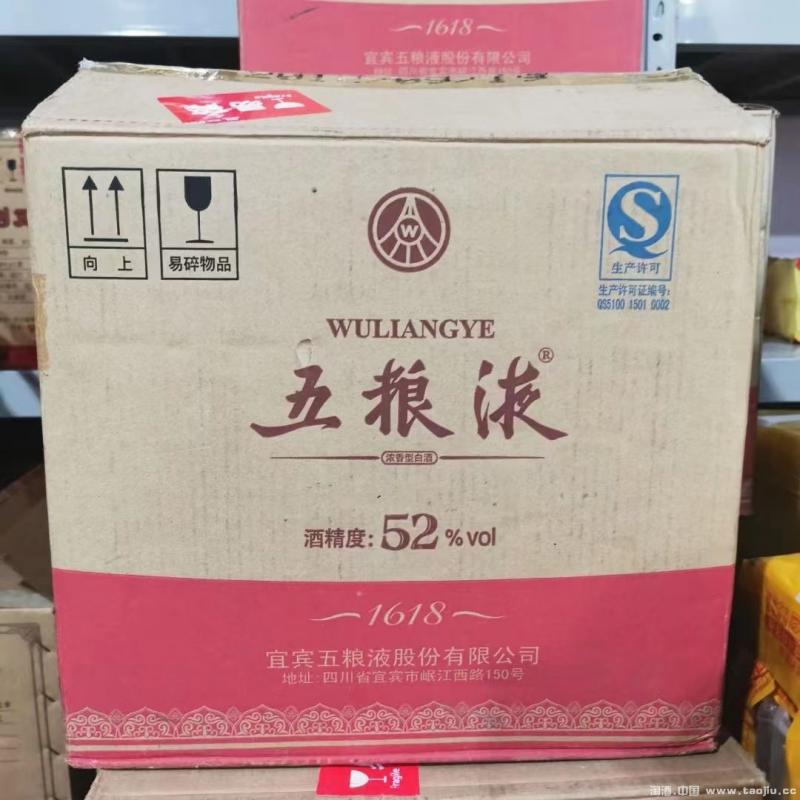 1618
宜宾五粮液股份有限公司
易碎
Fragile
向 上
易碎物品
W
生产许可
生产许可证编号:
QS5100 1501 0002
WULIANGYE
五粮液®
浓香型白酒
酒精度: 52 %vol
1618
宜宾五粮液股份有限公司
地址:四川省宜宾市岷江西路150号
Fragile
淘酒.中国 www.taojiu.cc